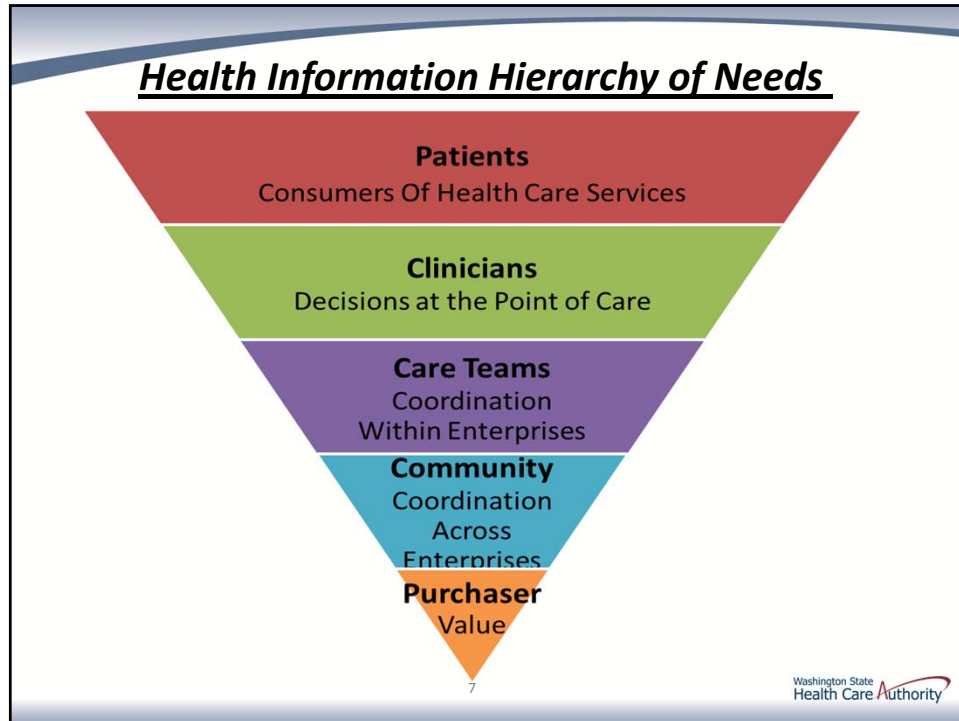 Health Information Hierarchy of Needs
Patients
Consumers Of Health Care Services
Clinicians
Decisions at the Point of Care
Care Teams
Coordination
Within Enterprises
Community
Coordination
Across
Enterprises
Purchaser
Value
7
Washington State
Health Care Authority